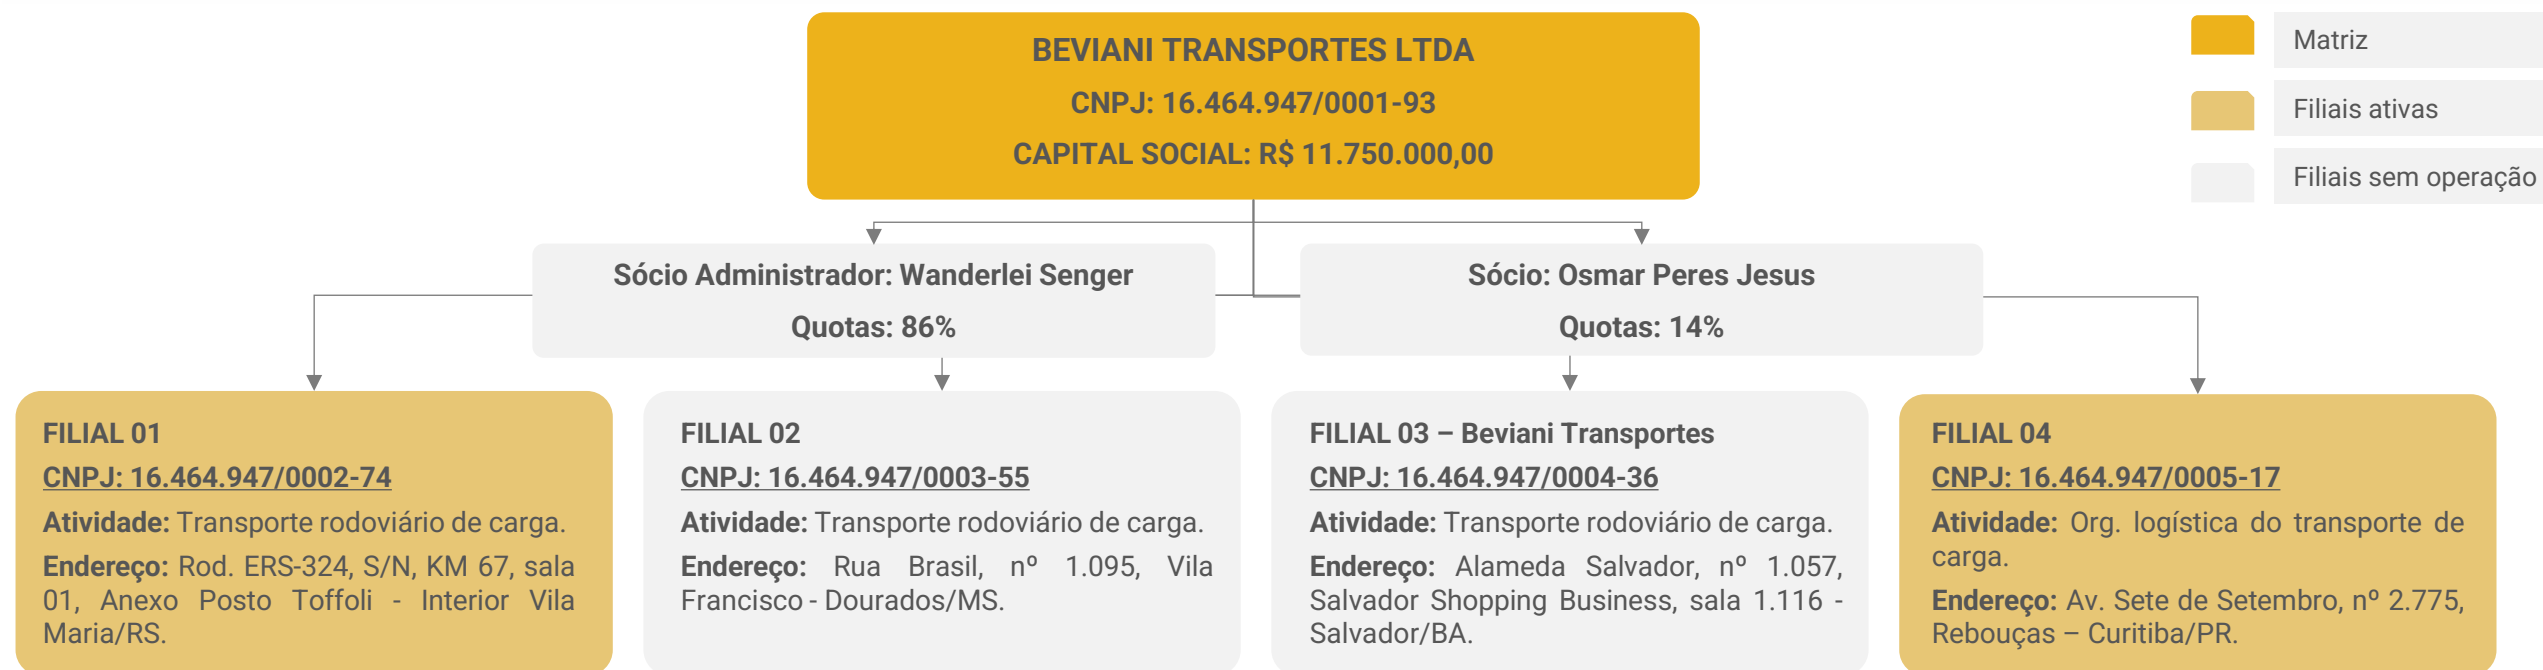 BEVIANI TRANSPORTES LTDA
CNPJ: 16.464.947/0001-93
CAPITAL SOCIAL: R$ 11.750.000,00
Matriz
Filiais ativas
Filiais sem operação
Sócio Administrador: Wanderlei Senger
Quotas: 86%
Sócio: Osmar Peres Jesus
Quotas: 14%
FILIAL 01
CNPJ: 16.464.947/0002-74
Atividade: Transporte rodoviário de carga.
Endereço: Rod. ERS-324, S/N, KM 67, sala
01, Anexo Posto Toffoli - Interior Vila
Maria/RS.
FILIAL 02
CNPJ: 16.464.947/0003-55
Atividade: Transporte rodoviário de carga.
Endereço: Rua Brasil, nº 1.095, Vila
Francisco - Dourados/MS.
FILIAL 03 – Beviani Transportes
CNPJ: 16.464.947/0004-36
Atividade: Transporte rodoviário de carga.
Endereço: Alameda Salvador, nº 1.057,
Salvador Shopping Business, sala 1.116 -
Salvador/BA.
FILIAL 04
CNPJ: 16.464.947/0005-17
Atividade: Org. logística do transporte de
carga.
Endereço: Av. Sete de Setembro, nº 2.775,
Rebouças – Curitiba/PR.